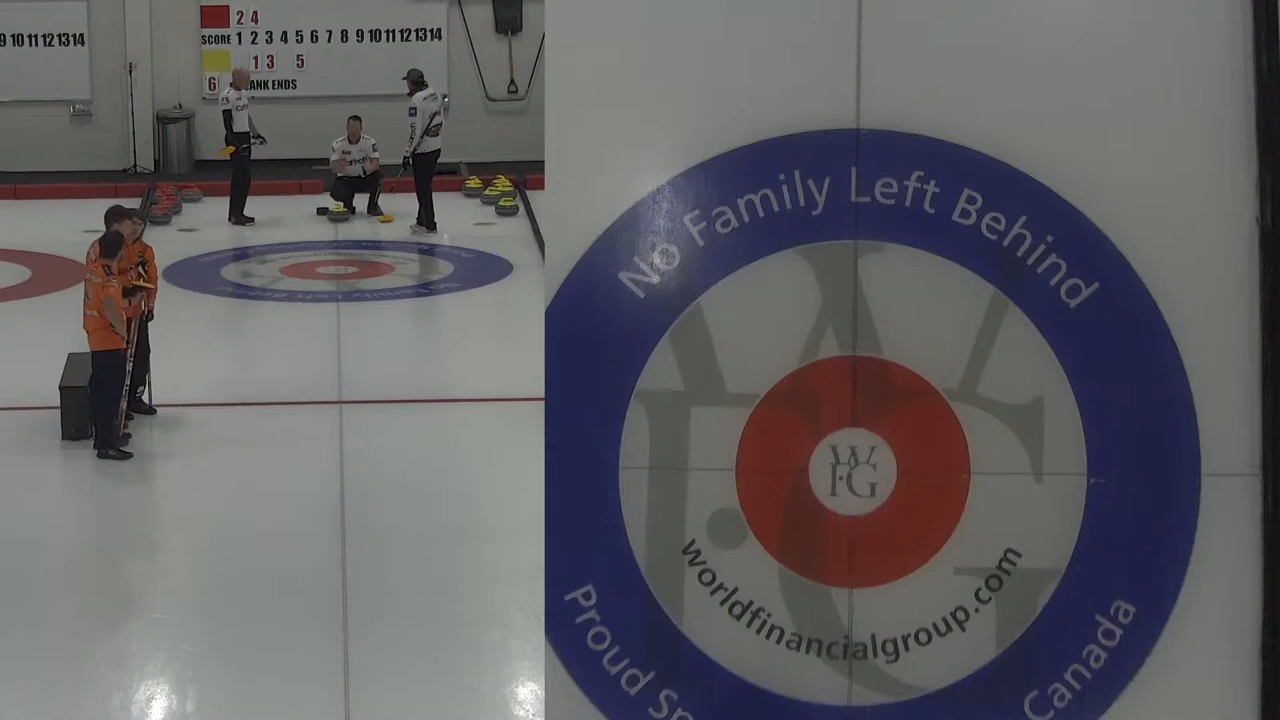 9 10 11 12 13 14
2 4
SCORE 1 2 3 4 5 6 7 8 9 10 11 12 13 14
1 3 5
6 ANK ENDS
No Family Left Behind
WFG
worldfinancialgroup.com
Proud Sp
Canada